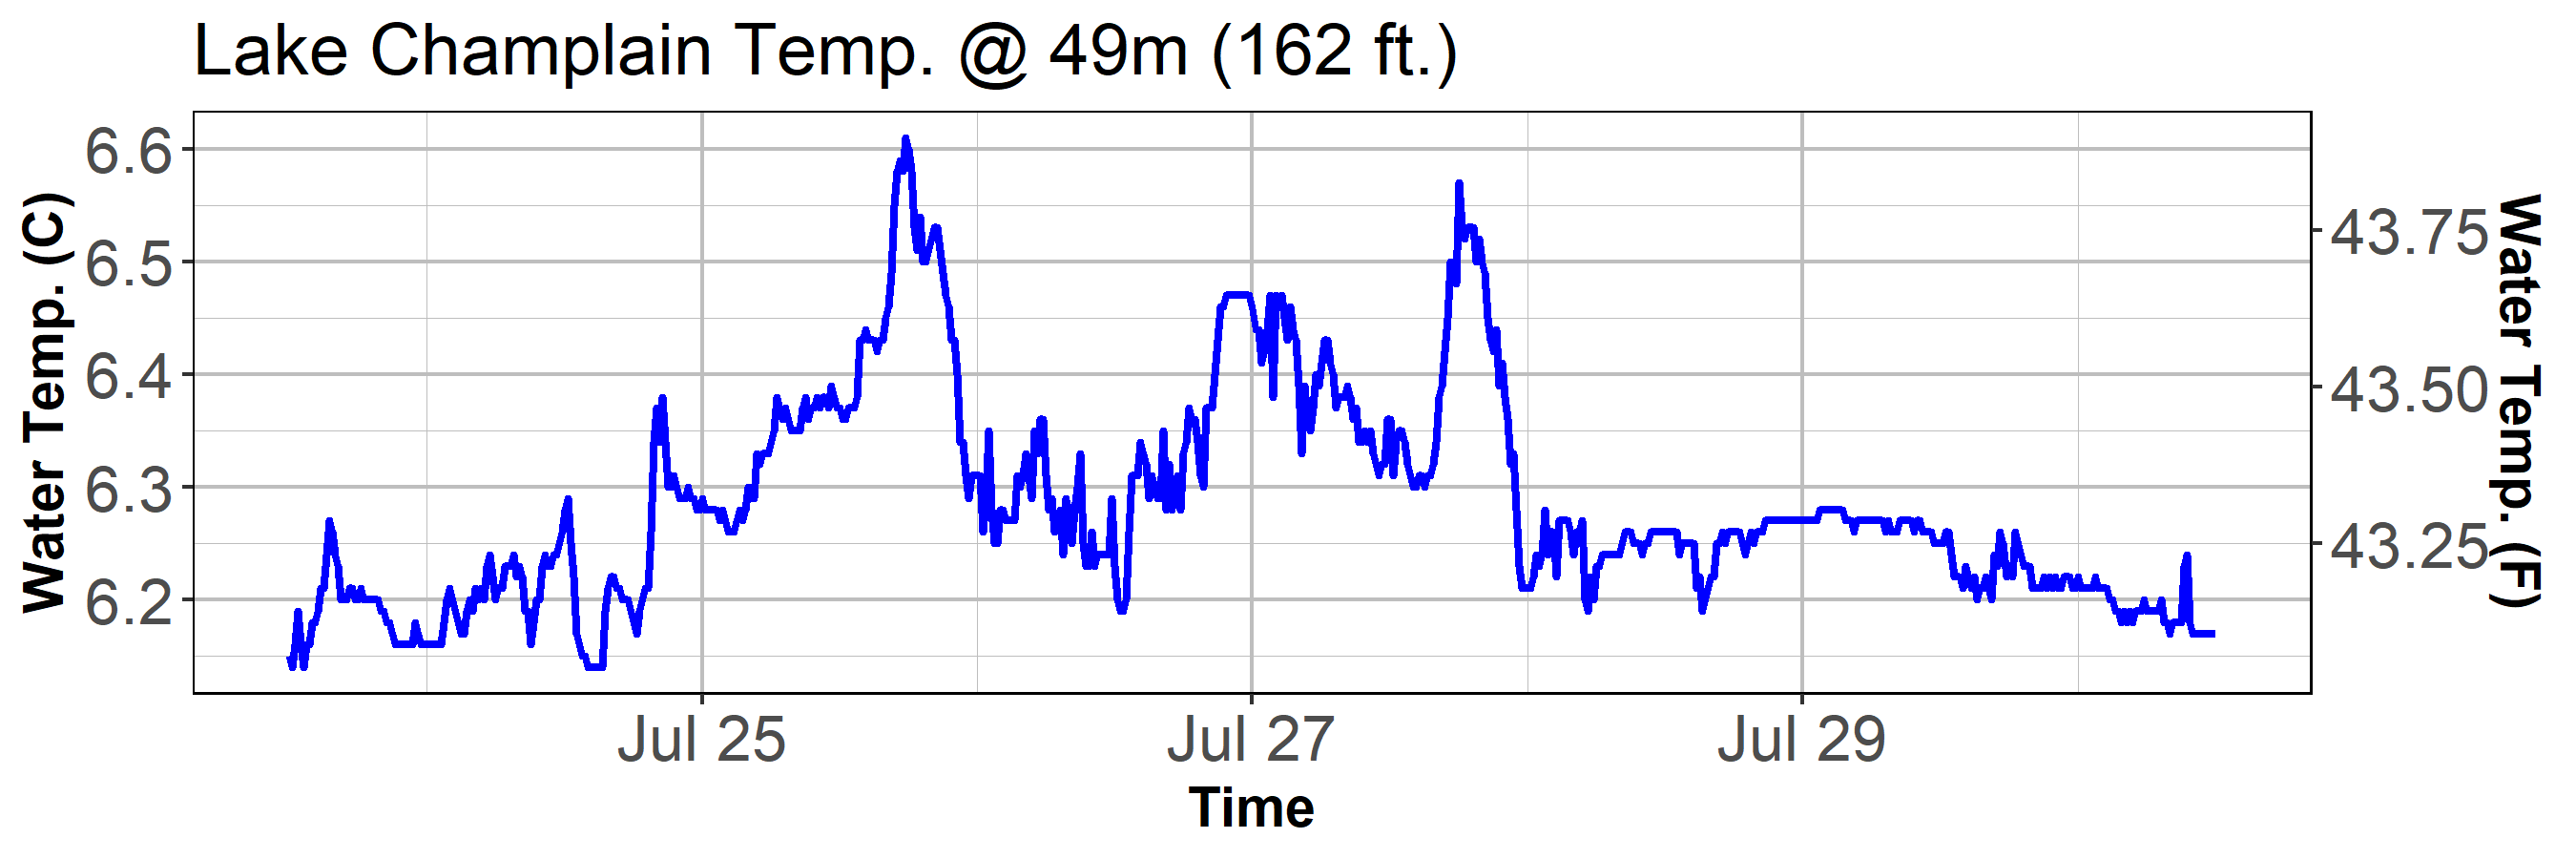 Lake Champlain Temp. @ 49m (162 ft.)
Water Temp. (C)
6.6
6.5
6.4
6.3
6.2
43.75
43.50
43.25
Water Temp. (F)
Jul 25
Jul 27
Jul 29
Time